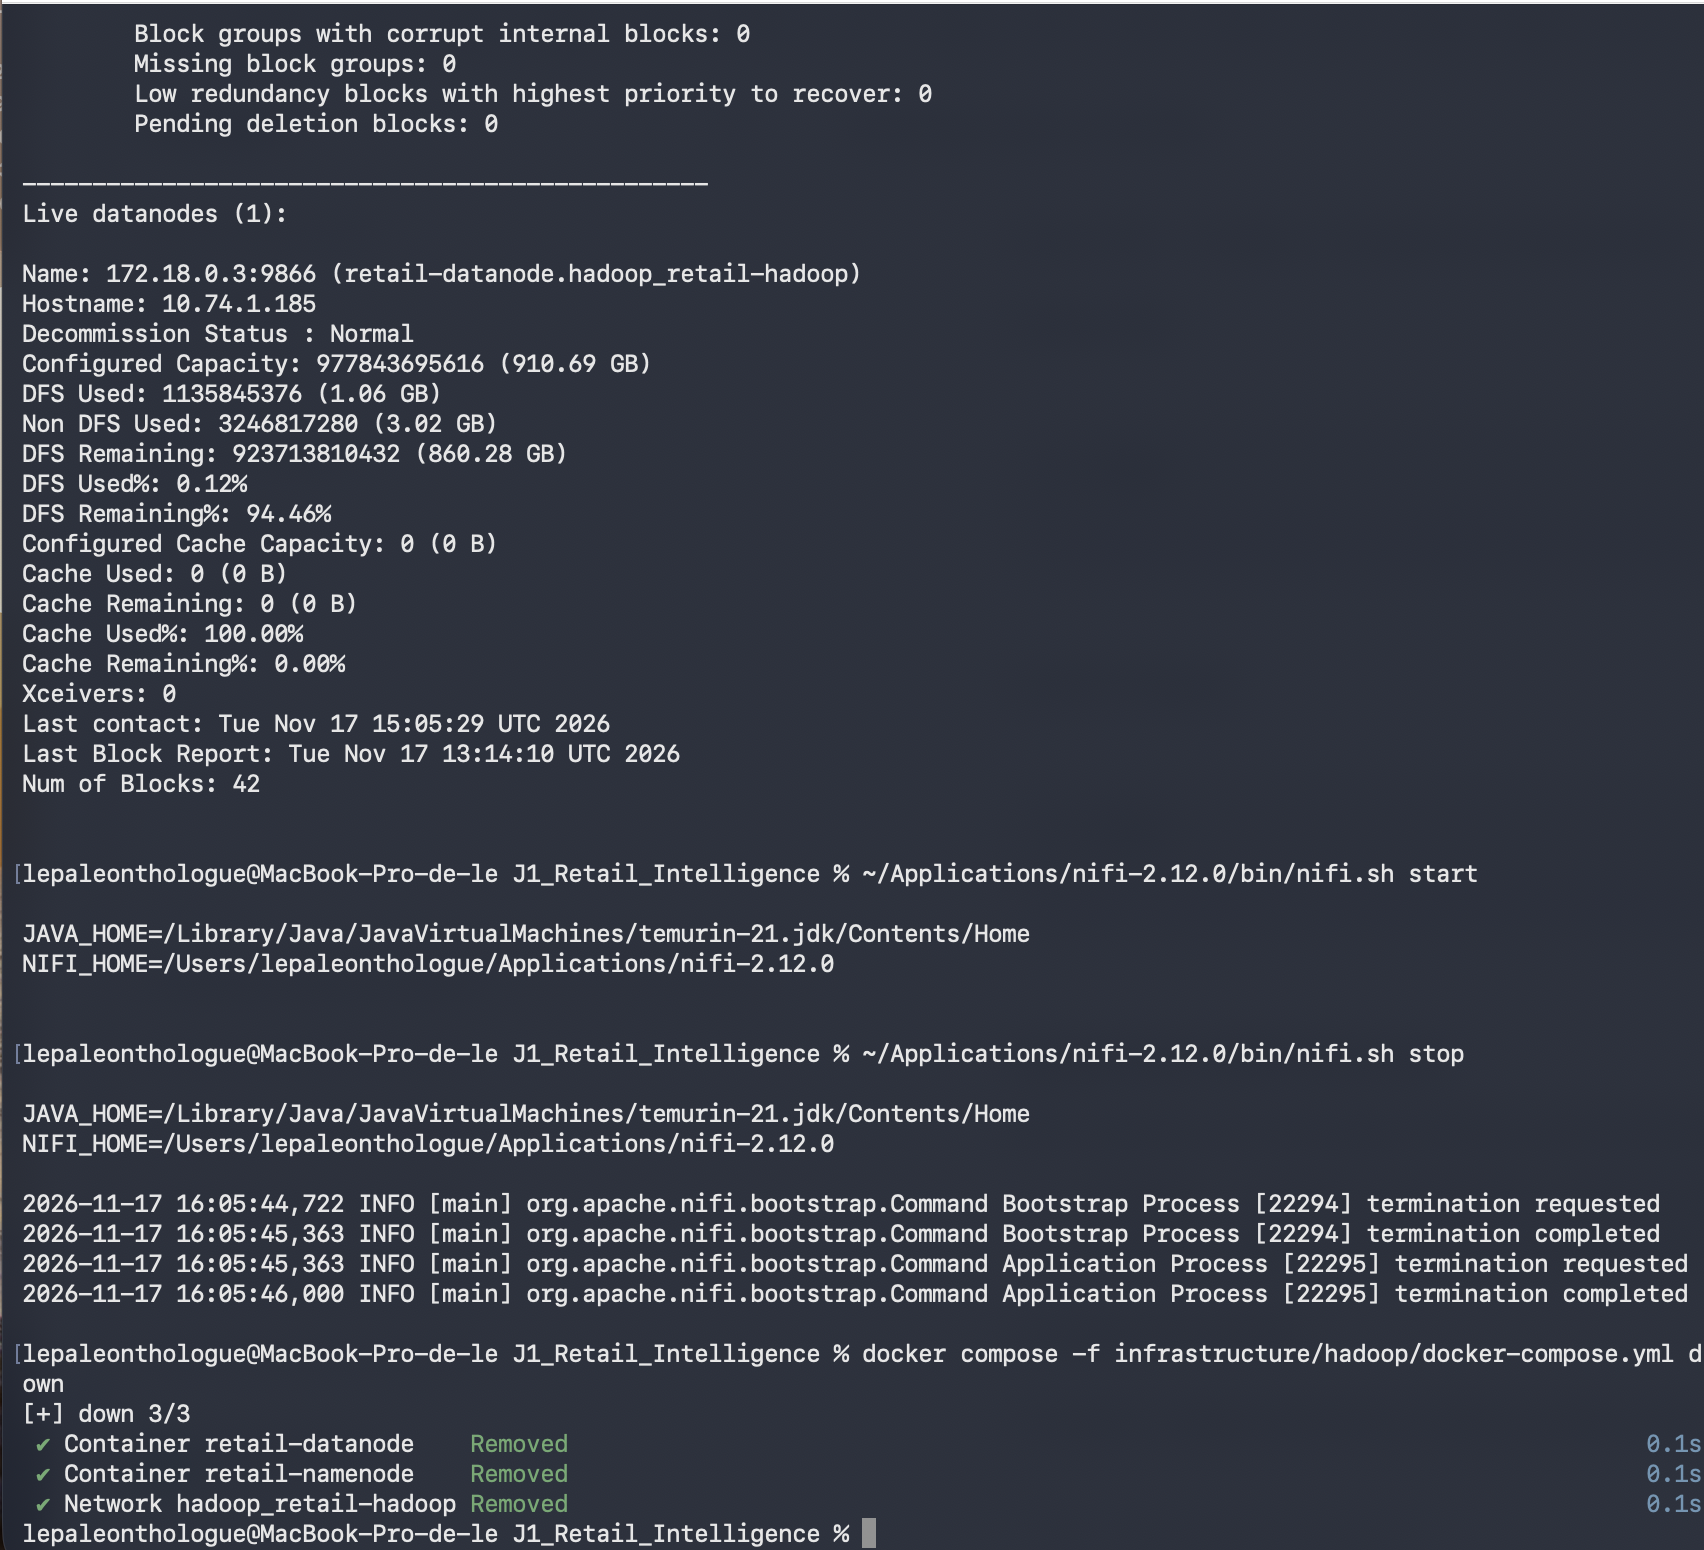 Block groups with corrupt internal blocks: 0
Missing block groups: 0
Low redundancy blocks with highest priority to recover: 0
Pending deletion blocks: 0
-------------------------------------------------
Live datanodes (1):
Name: 172.18.0.3:9866 (retail-datanode.hadoop_retail-hadoop)
Hostname: 10.74.1.185
Decommission Status : Normal
Configured Capacity: 977843695616 (910.69 GB)
DFS Used: 1135845376 (1.06 GB)
Non DFS Used: 3246817280 (3.02 GB)
DFS Remaining: 923713810432 (860.28 GB)
DFS Used%: 0.12%
DFS Remaining%: 94.46%
Configured Cache Capacity: 0 (0 B)
Cache Used: 0 (0 B)
Cache Remaining: 0 (0 B)
Cache Used%: 100.00%
Cache Remaining%: 0.00%
Xceivers: 0
Last contact: Tue Nov 17 15:05:29 UTC 2026
Last Block Report: Tue Nov 17 13:14:10 UTC 2026
Num of Blocks: 42
[lepaleonthologue@MacBook-Pro-de-le J1_Retail_Intelligence % ~/Applications/nifi-2.12.0/bin/nifi.sh start
JAVA_HOME=/Library/Java/JavaVirtualMachines/temurin-21.jdk/Contents/Home
NIFI_HOME=/Users/lepaleonthologue/Applications/nifi-2.12.0
[lepaleonthologue@MacBook-Pro-de-le J1_Retail_Intelligence % ~/Applications/nifi-2.12.0/bin/nifi.sh stop
JAVA_HOME=/Library/Java/JavaVirtualMachines/temurin-21.jdk/Contents/Home
NIFI_HOME=/Users/lepaleonthologue/Applications/nifi-2.12.0
2026-11-17 16:05:44,722 INFO [main] org.apache.nifi.bootstrap.Command Bootstrap Process [22294] termination requested
2026-11-17 16:05:45,363 INFO [main] org.apache.nifi.bootstrap.Command Bootstrap Process [22294] termination completed
2026-11-17 16:05:45,363 INFO [main] org.apache.nifi.bootstrap.Command Application Process [22295] termination requested
2026-11-17 16:05:46,000 INFO [main] org.apache.nifi.bootstrap.Command Application Process [22295] termination completed
[lepaleonthologue@MacBook-Pro-de-le J1_Retail_Intelligence % docker compose -f infrastructure/hadoop/docker-compose.yml d
own
[+] down 3/3
✔ Container retail-datanode Removed 0.1s
✔ Container retail-namenode Removed 0.1s
✔ Network hadoop_retail-hadoop Removed 0.1s
lepaleonthologue@MacBook-Pro-de-le J1_Retail_Intelligence %